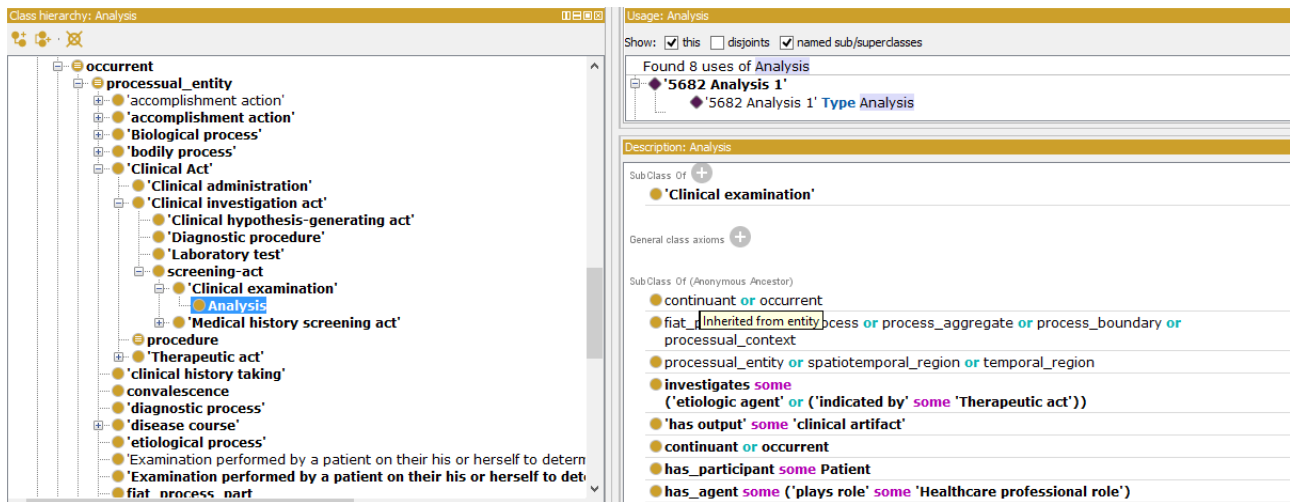 Class hierarchy: Analysis
occurrent
processual_entity
'accomplishment action'
'accomplishment action'
'Biological process'
'bodily process'
'Clinical Act'
'Clinical administration'
'Clinical investigation act'
'Clinical hypothesis-generating act'
'Diagnostic procedure'
'Laboratory test'
screening-act
'Clinical examination'
Analysis
'Medical history screening act'
procedure
'Therapeutic act'
'clinical history taking'
convalescence
'diagnostic process'
'disease course'
'etiological process'
'Examination performed by a patient on their his or herself to determ
'Examination performed by a patient on their his or herself to det
fiat_process_part
Usage: Analysis
Show: this disjoints named sub/superclasses
Found 8 uses of Analysis
'5682 Analysis 1'
'5682 Analysis 1' Type Analysis
Description: Analysis
SubClass Of
'Clinical examination'
General class axioms
SubClass Of (Anonymous Ancestor)
continuant or occurrent
Inherited from entity
or process_aggregate or process_boundary or
processual_context
processual_entity or spatiotemporal_region or temporal_region
investigates some
('etiologic agent' or ('indicated by' some 'Therapeutic act'))
'has output' some 'clinical artifact'
continuant or occurrent
has_participant some Patient
has_agent some ('plays role' some 'Healthcare professional role')